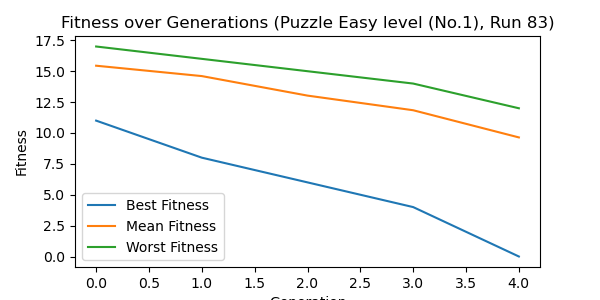 Fitness over Generations (Puzzle Easy level (No.1), Run 83)
17.5
15.0
12.5
10.0
7.5
5.0
2.5
0.0
Fitness
Best Fitness
Mean Fitness
Worst Fitness
0.0 0.5 1.0 1.5 2.0 2.5 3.0 3.5 4.0
Generation